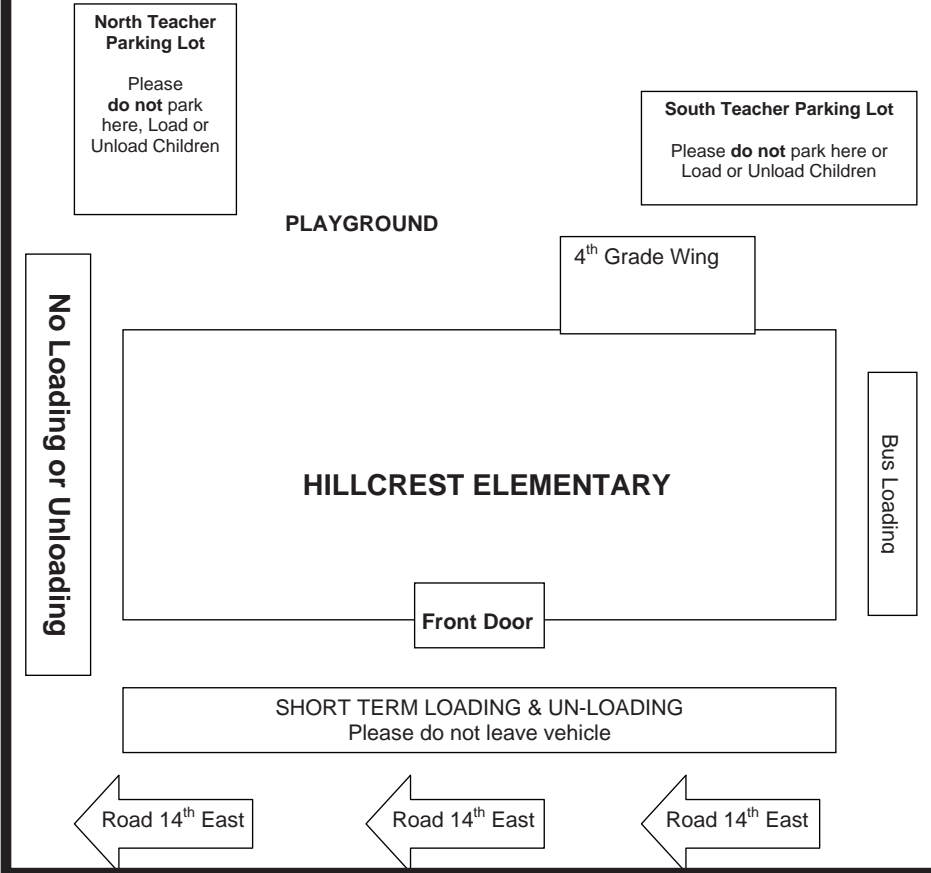 North Teacher
Parking Lot
Please
do not park
here, Load or
Unload Children
South Teacher Parking Lot
Please do not park here or
Load or Unload Children
PLAYGROUND
4th Grade Wing
No Loading or Unloading
HILLCREST ELEMENTARY
Bus Loading
Front Door
SHORT TERM LOADING & UN-LOADING
Please do not leave vehicle
Road 14th East
Road 14th East
Road 14th East